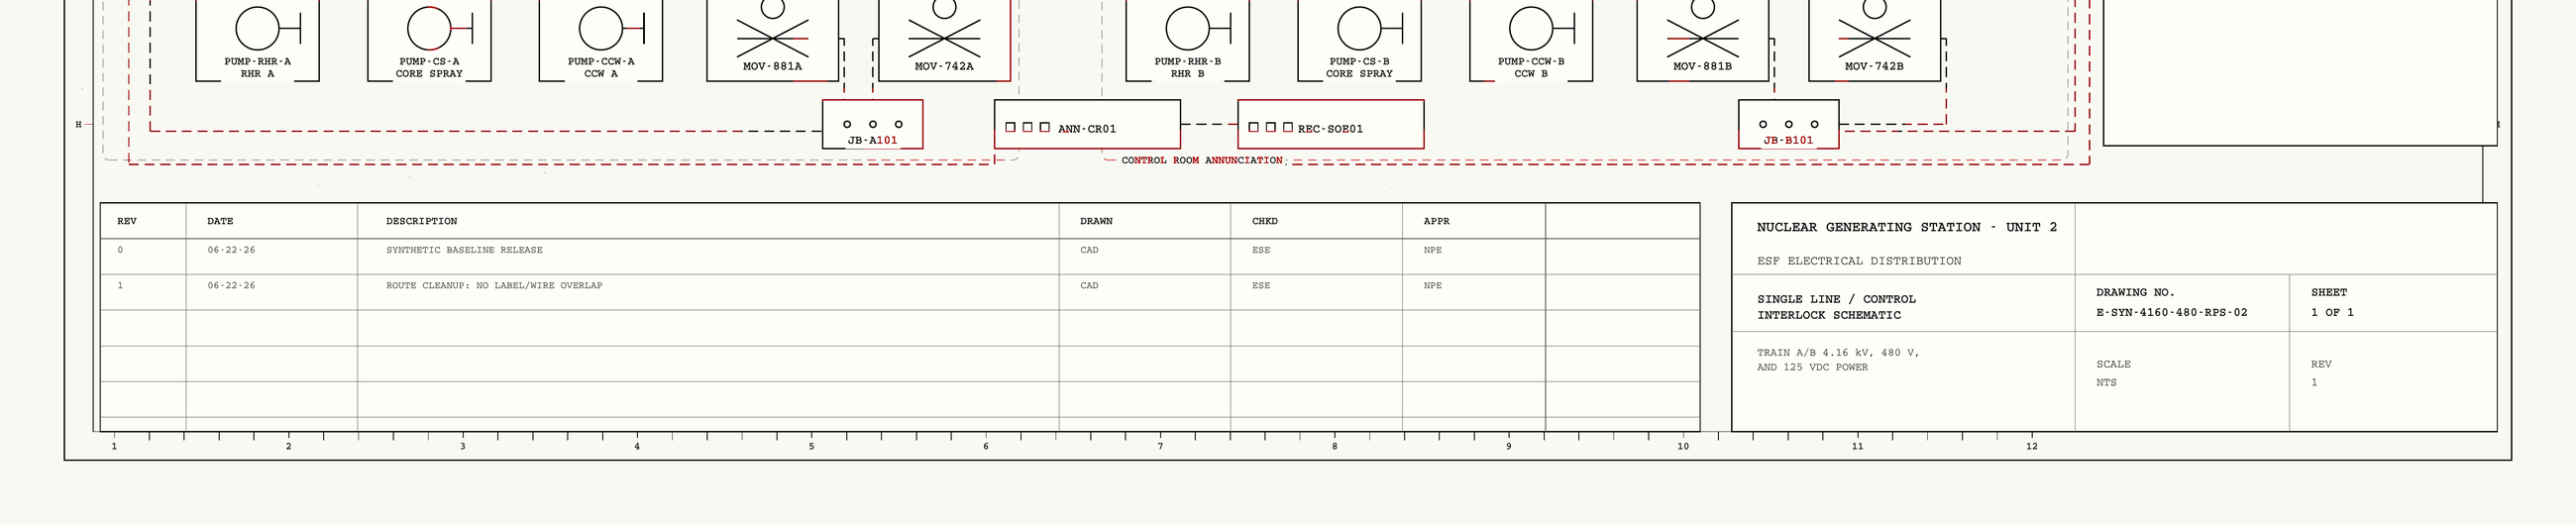 PUMP-RHR-A
RHR A
PUMP-CS-A
CORE SPRAY
PUMP-CCW-A
CCW A
MOV-881A
MOV-742A
PUMP-RHR-B
RHR B
PUMP-CS-B
CORE SPRAY
PUMP-CCW-B
CCW B
MOV-881B
MOV-742B
H
JB-A101
ANN-CR01
REC-SOE01
JB-B101
CONTROL ROOM ANNUNCIATION
REV DATE DESCRIPTION DRAWN CHKD APPR
0 06-22-26 SYNTHETIC BASELINE RELEASE CAD ESE NPE
1 06-22-26 ROUTE CLEANUP: NO LABEL/WIRE OVERLAP CAD ESE NPE
NUCLEAR GENERATING STATION - UNIT 2
ESF ELECTRICAL DISTRIBUTION
SINGLE LINE / CONTROL
INTERLOCK SCHEMATIC
DRAWING NO.
E-SYN-4160-480-RPS-02
SHEET
1 OF 1
TRAIN A/B 4.16 kV, 480 V,
AND 125 VDC POWER
SCALE
NTS
REV
1
1 2 3 4 5 6 7 8 9 10 11 12